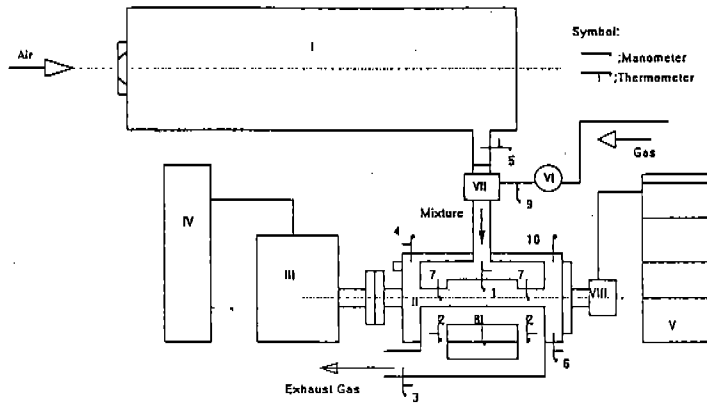 I
Symbol:
Air
;Manometer
;Thermometer
5
Gas
VI
VII
9
IV
Mixture
4
10
III
7
7
II
1
VIII
2
8
2
V
6
Exhaust Gas
3